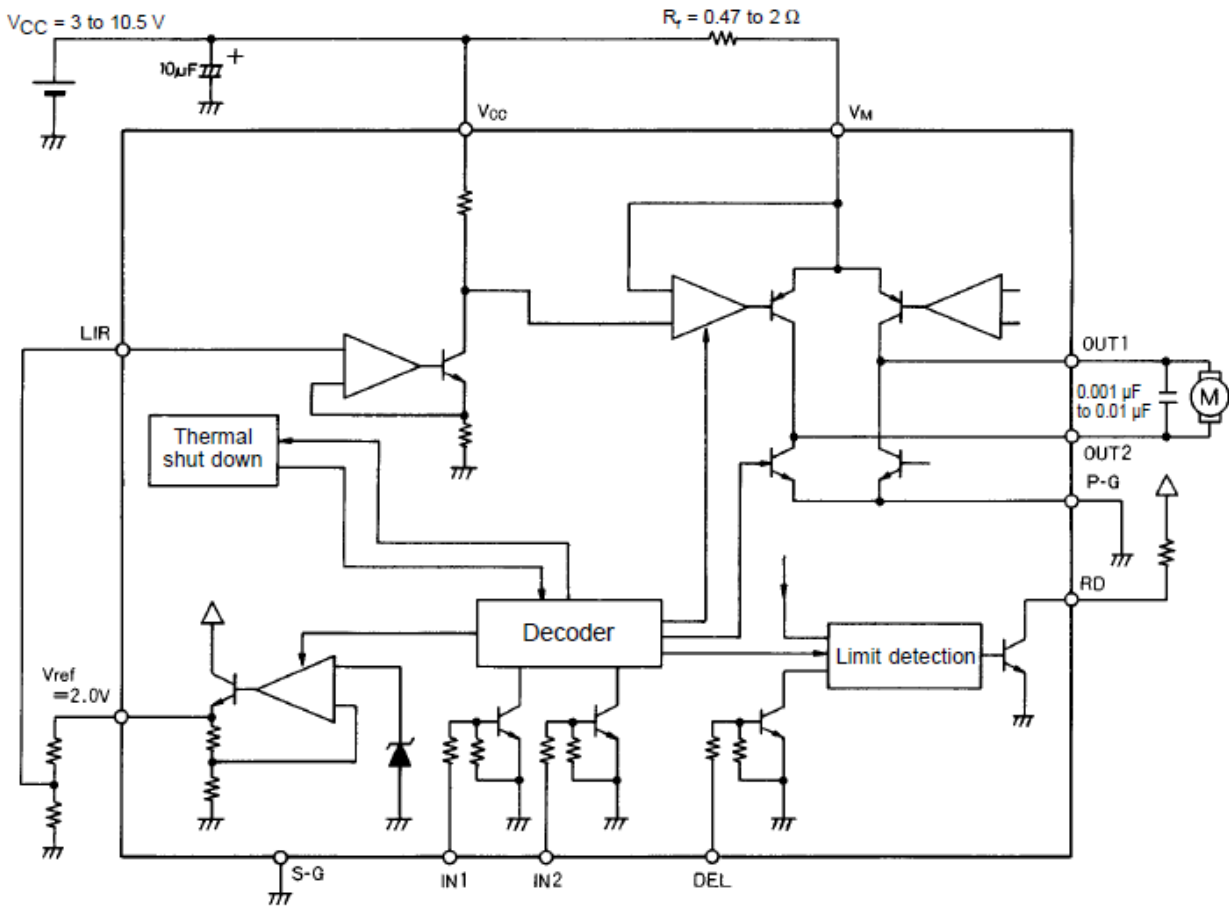 VCC = 3 to 10.5 V
Rf = 0.47 to 2 Ω
10µF
+
VCC
VM
LIR
OUT1
0.001 µF
to 0.01 µF
M
Thermal
shut down
OUT2
P-G
RD
Decoder
Limit detection
Vref
=2.0V
S-G
IN1
IN2
DEL